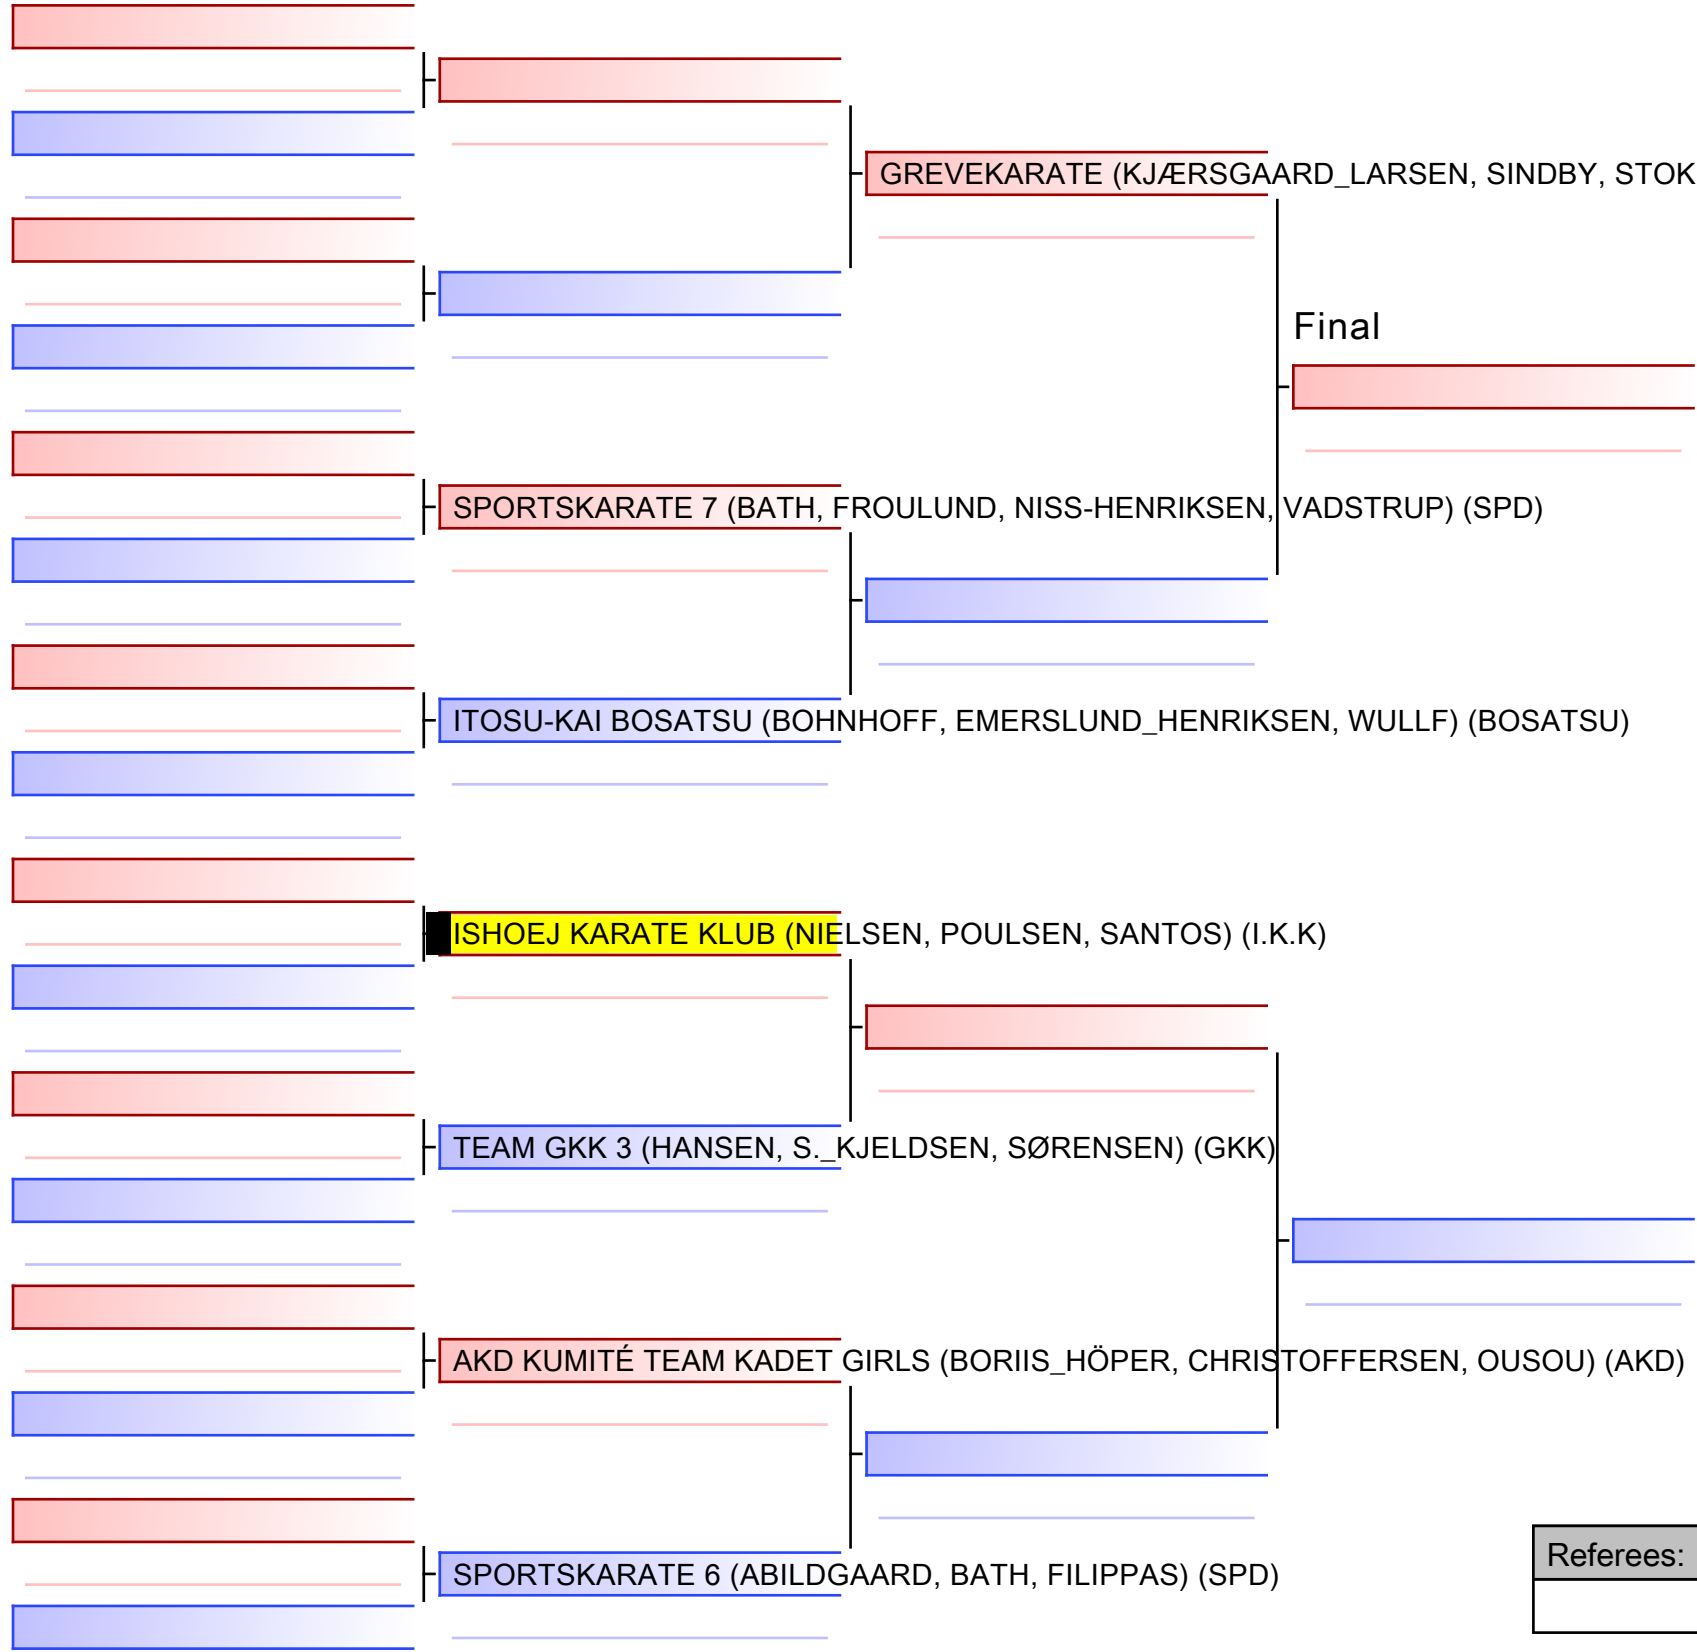 GREVEKARATE (KJÆRSGAARD_LARSEN, SINDBY, STOK
Final
SPORTSKARATE 7 (BATH, FROULUND, NISS-HENRIKSEN, VADSTRUP) (SPD)
ITOSU-KAI BOSATSU (BOHNHOFF, EMERSLUND_HENRIKSEN, WULLF) (BOSATSU)
ISHOEJ KARATE KLUB (NIELSEN, POULSEN, SANTOS) (I.K.K)
TEAM GKK 3 (HANSEN, S._KJELDSEN, SØRENSEN) (GKK)
AKD KUMITÉ TEAM KADET GIRLS (BORIIS_HÖPER, CHRISTOFFERSEN, OUSOU) (AKD)
SPORTSKARATE 6 (ABILDGAARD, BATH, FILIPPAS) (SPD)
Referees: